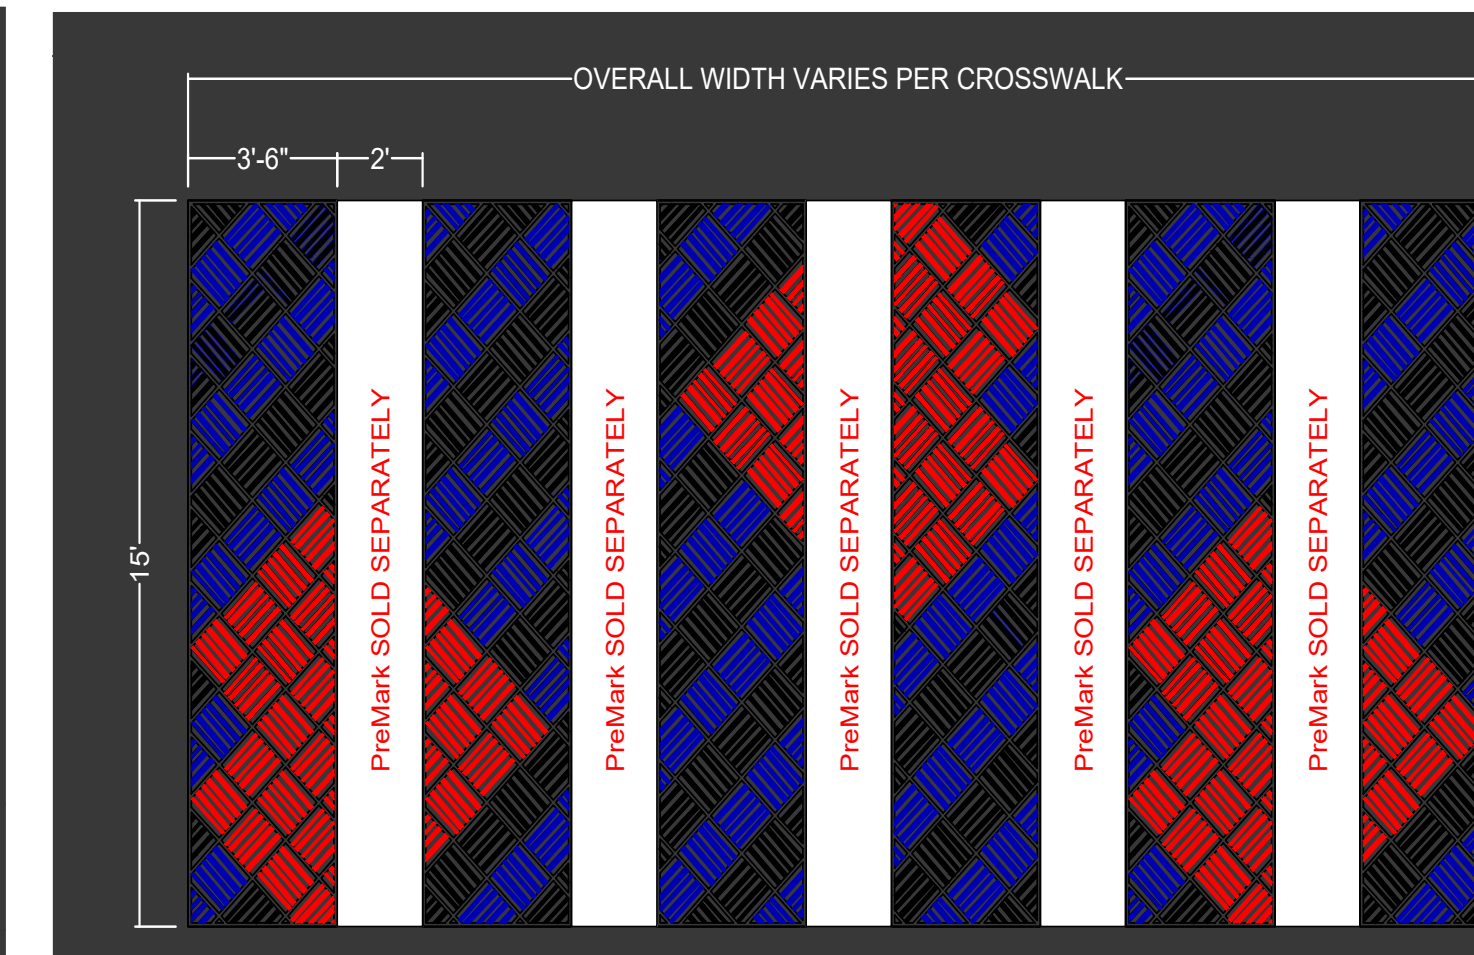 OVERALL WIDTH VARIES PER CROSSWALK
3'-6"
2'
15'
PreMark SOLD SEPARATELY
PreMark SOLD SEPARATELY
PreMark SOLD SEPARATELY
PreMark SOLD SEPARATELY
PreMark SOLD SEPARATELY